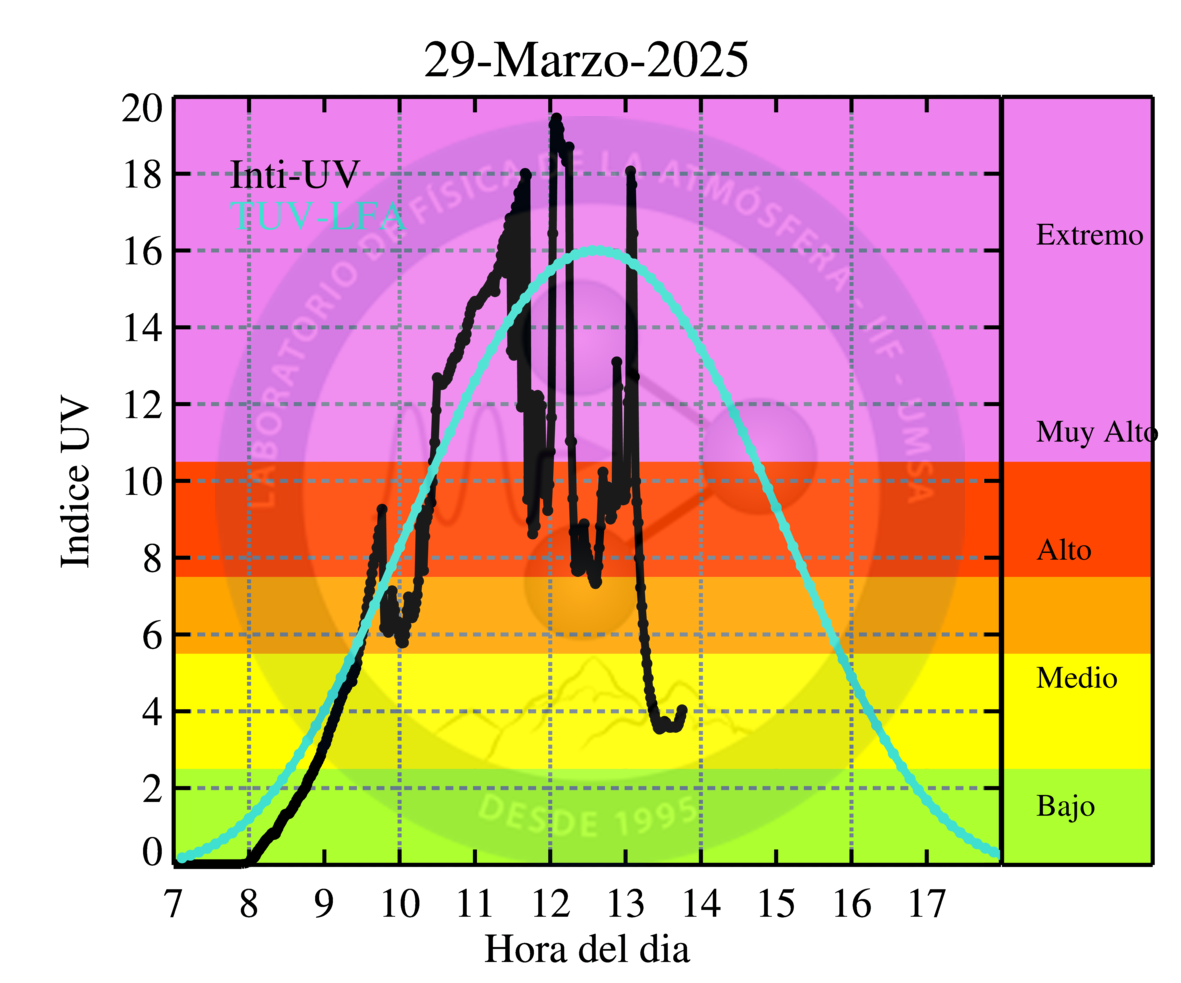 29-Marzo-2025
Inti-UV
TUV-LFA
Indice UV
20
18
16
14
12
10
8
6
4
2
0
7 8 9 10 11 12 13 14 15 16 17
Hora del dia
Extremo
Muy Alto
Alto
Medio
Bajo
LABORATORIO DE FÍSICA DE LA ATMÓSFERA - IIF - UMSA
DESDE 1995